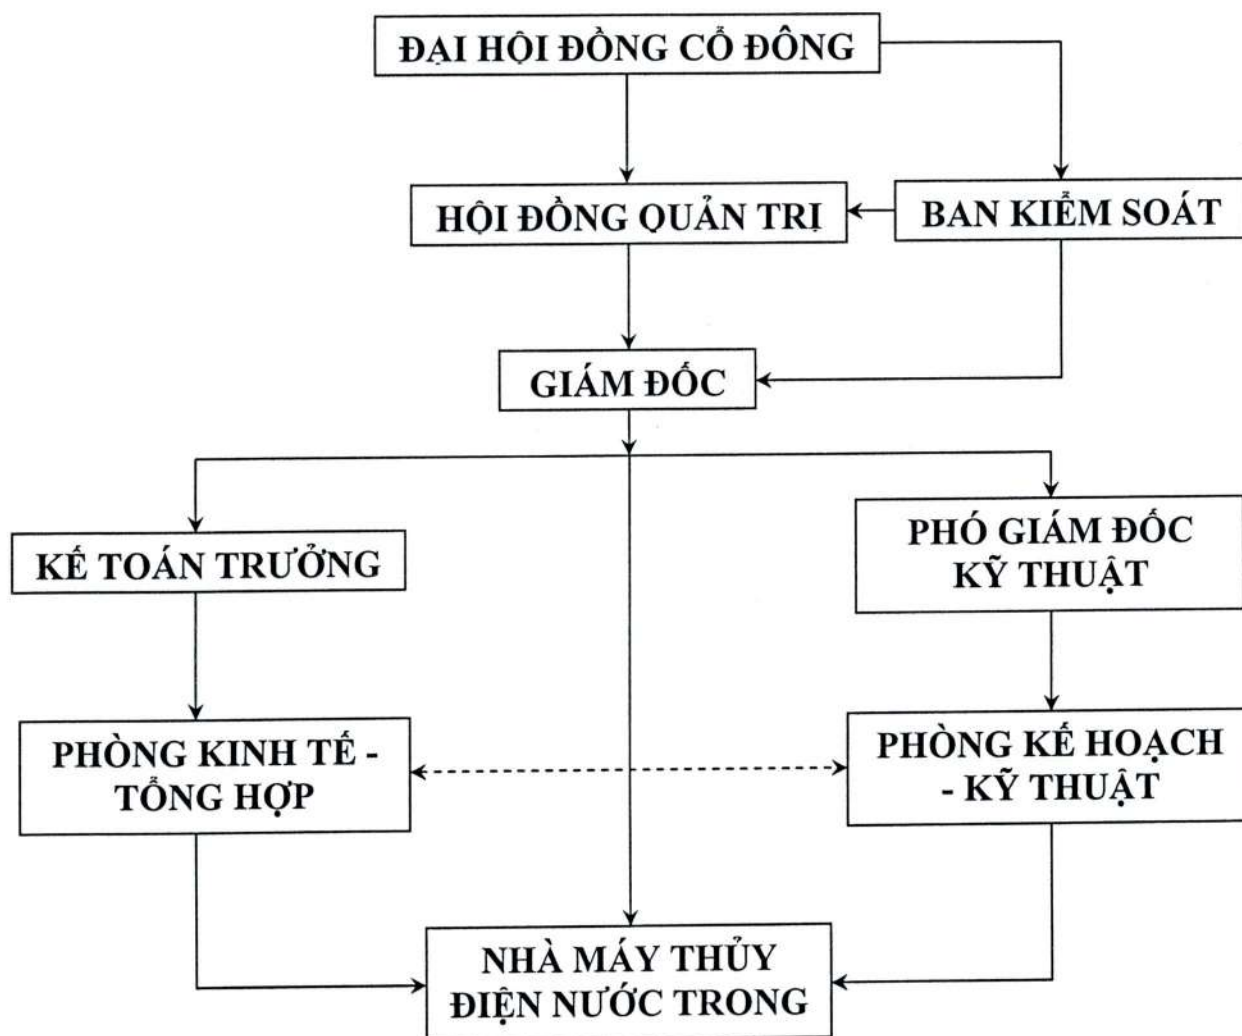 ĐẠI HỘI ĐỒNG CỔ ĐÔNG
HỘI ĐỒNG QUẢN TRỊ
BAN KIỂM SOÁT
GIÁM ĐỐC
KẾ TOÁN TRƯỞNG
PHÓ GIÁM ĐỐC
KỸ THUẬT
PHÒNG KINH TẾ -
TỔNG HỢP
PHÒNG KẾ HOẠCH
- KỸ THUẬT
NHÀ MÁY THỦY
ĐIỆN NƯỚC TRONG